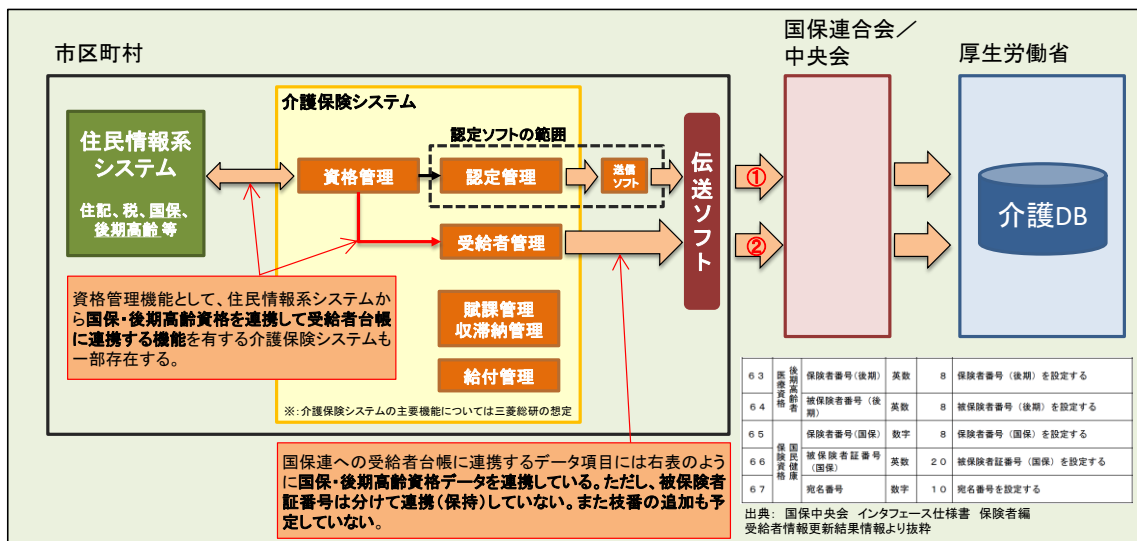 市区町村
国保連合会／
中央会
厚生労働省
介護保険システム
認定ソフトの範囲
住民情報系
システム
住記、税、国保、
後期高齢 等
資格管理
認定管理
送信
ソフト
伝送ソフト
①
受給者管理
②
介護DB
資格管理機能として、住民情報系システムか
ら国保・後期高齢資格を連携して受給者台帳
に連携する機能を有する介護保険システムも
一部存在する。
賦課管理
収滞納管理
給付管理
※：介護保険システムの主要機能については三菱総研の想定
国保連への受給者台帳に連携するデータ項目には右表のよう
に国保・後期高齢資格データを連携している。ただし、被保険者
証番号は分けて連携（保持）していない。また枝番の追加も予
定していない。
後期高齢者
医療資格
６３ 保険者番号（後期） 英数 ８ 保険者番号（後期）を設定する
６４ 被保険者番号（後
期） 英数 ８ 被保険者番号（後期）を設定する
国民健康
保険資格
６５ 保険者番号（国保） 数字 ８ 保険者番号（国保）を設定する
６６ 被保険者証番号
（国保） 英数 ２０ 被保険者証番号（国保）を設定する
６７ 宛名番号 数字 １０ 宛名番号を設定する
出典： 国保中央会 インタフェース仕様書 保険者編
受給者情報更新結果情報より抜粋